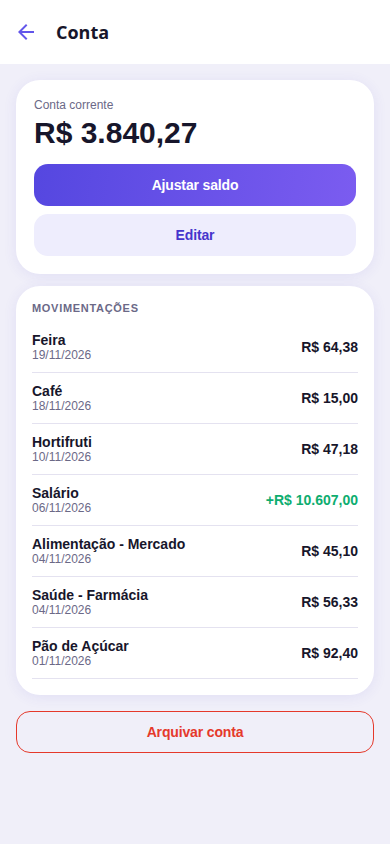 Conta
Conta corrente
R$ 3.840,27
Ajustar saldo
Editar
MOVIMENTAÇÕES
Feira
19/11/2026
R$ 64,38
Café
18/11/2026
R$ 15,00
Hortifruti
10/11/2026
R$ 47,18
Salário
06/11/2026
+R$ 10.607,00
Alimentação - Mercado
04/11/2026
R$ 45,10
Saúde - Farmácia
04/11/2026
R$ 56,33
Pão de Açúcar
01/11/2026
R$ 92,40
Arquivar conta